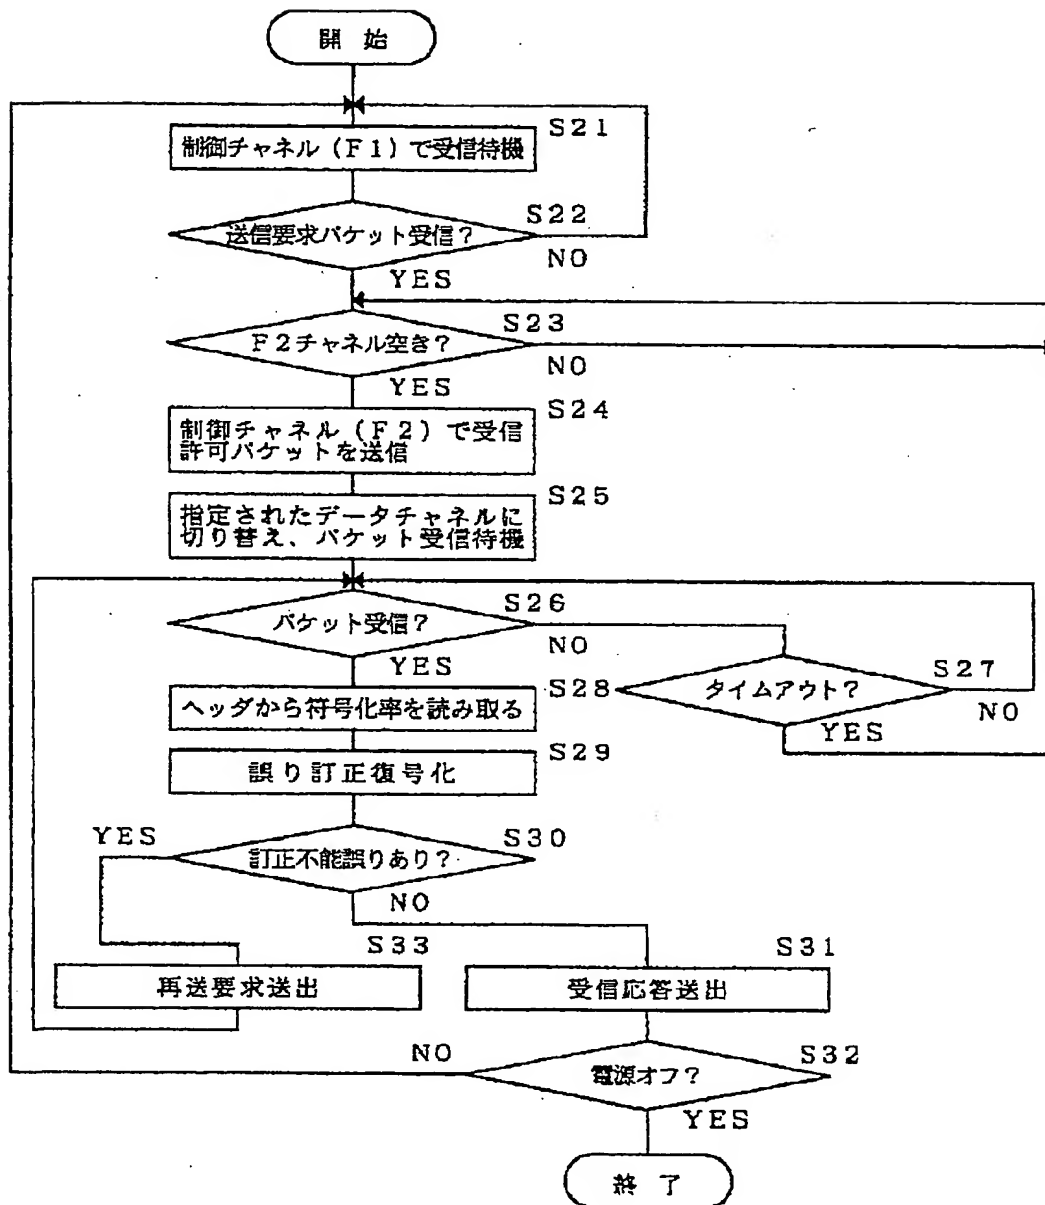 開 始
S21
制御チャネル(F1)で受信待機
S22
送信要求パケット受信?
NO
YES
S23
F2チャネル空き?
NO
YES
S24
制御チャネル(F2)で受信
許可パケットを送信
S25
指定されたデータチャネルに
切り替え、パケット受信待機
S26
パケット受信?
NO
YES
S27
タイムアウト?
NO
YES
S28
ヘッダから符号化率を読み取る
S29
誤り訂正復号化
YES
S30
訂正不能誤りあり?
NO
S33
再送要求送出
S31
受信応答送出
NO
S32
電源オフ?
YES
終 了